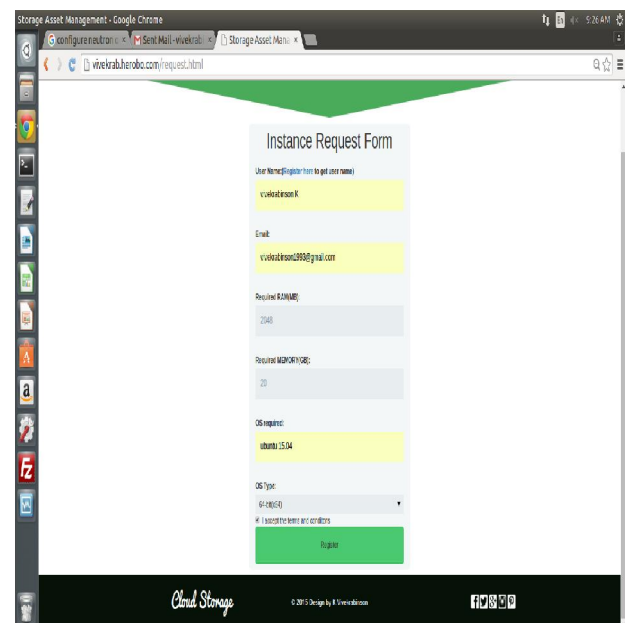 Storage Asset Management - Google Chrome
En 5:26 AM
configure neutron
Sent Mail - vivekrab
Storage Asset Mana
vivekrab.herobo.com/request.html
Instance Request Form
User Name:(Register here to get user name)
vivekrabinson K
Email:
vivekrabinson1993@gmail.com
Required RAM(MB):
2048
Required MEMORY(GB):
20
OS required:
ubuntu 15.04
OS Type:
64-bit(x64)
I accept the terms and conditions
Register
Cloud Storage
© 2015 Design by K.Vivekrabinson